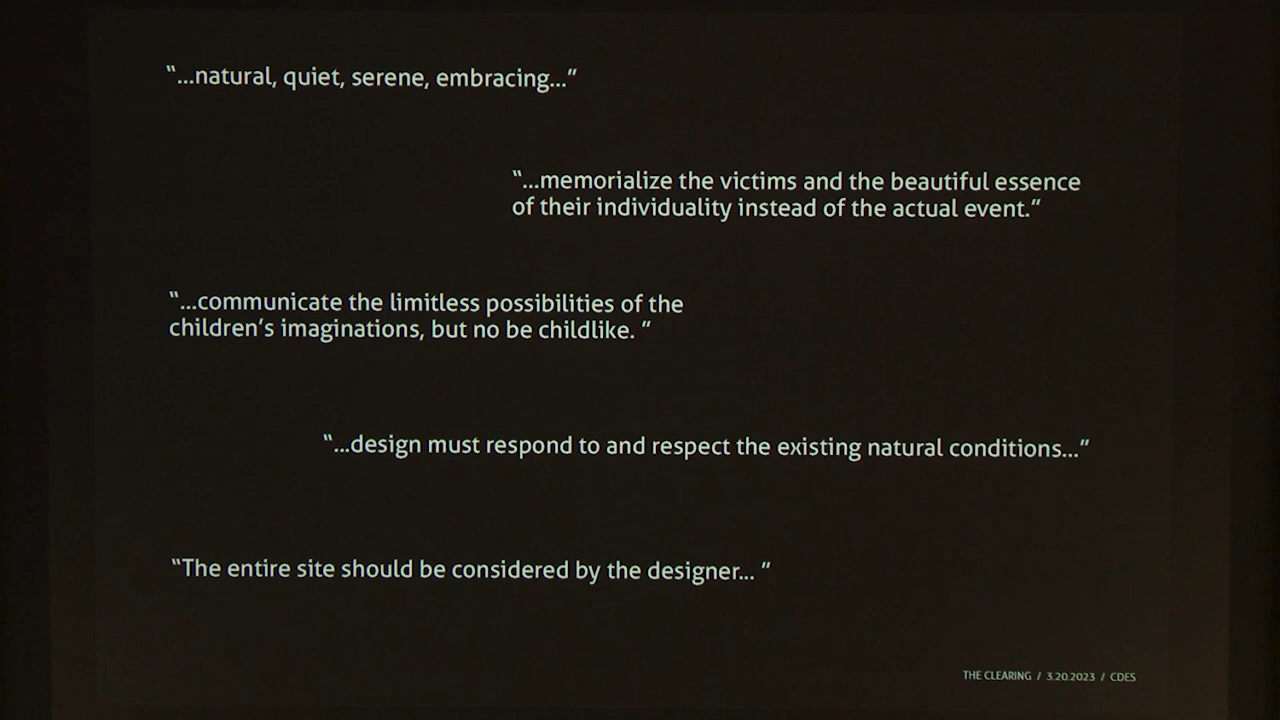 “...natural, quiet, serene, embracing...”
“...memorialize the victims and the beautiful essence
of their individuality instead of the actual event.”
“...communicate the limitless possibilities of the
children’s imaginations, but no be childlike. ”
“...design must respond to and respect the existing natural conditions...”
“The entire site should be considered by the designer... ”
THE CLEARING / 3.20.2023 / CDES